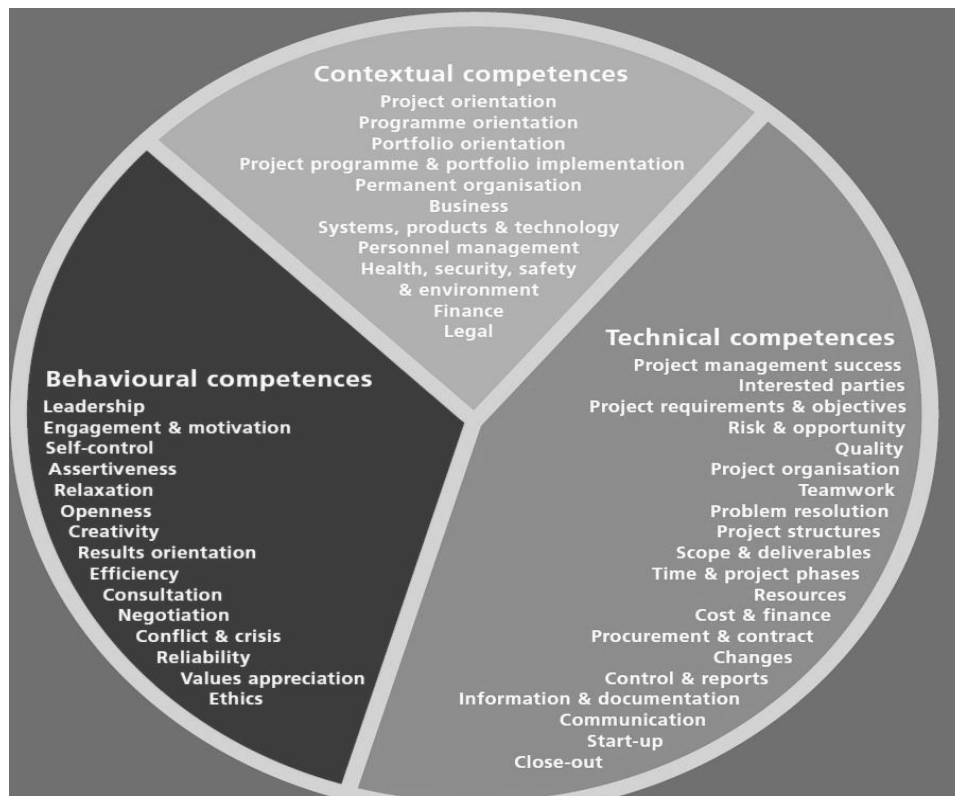 Contextual competences
Project orientation
Programme orientation
Portfolio orientation
Project programme & portfolio implementation
Permanent organisation
Business
Systems, products & technology
Personnel management
Health, security, safety
& environment
Finance
Legal
Technical competences
Project management success
Interested parties
Project requirements & objectives
Risk & opportunity
Quality
Project organisation
Teamwork
Problem resolution
Project structures
Scope & deliverables
Time & project phases
Resources
Cost & finance
Procurement & contract
Changes
Control & reports
Information & documentation
Communication
Start-up
Close-out
Behavioural competences
Leadership
Engagement & motivation
Self-control
Assertiveness
Relaxation
Openness
Creativity
Results orientation
Efficiency
Consultation
Negotiation
Conflict & crisis
Reliability
Values appreciation
Ethics